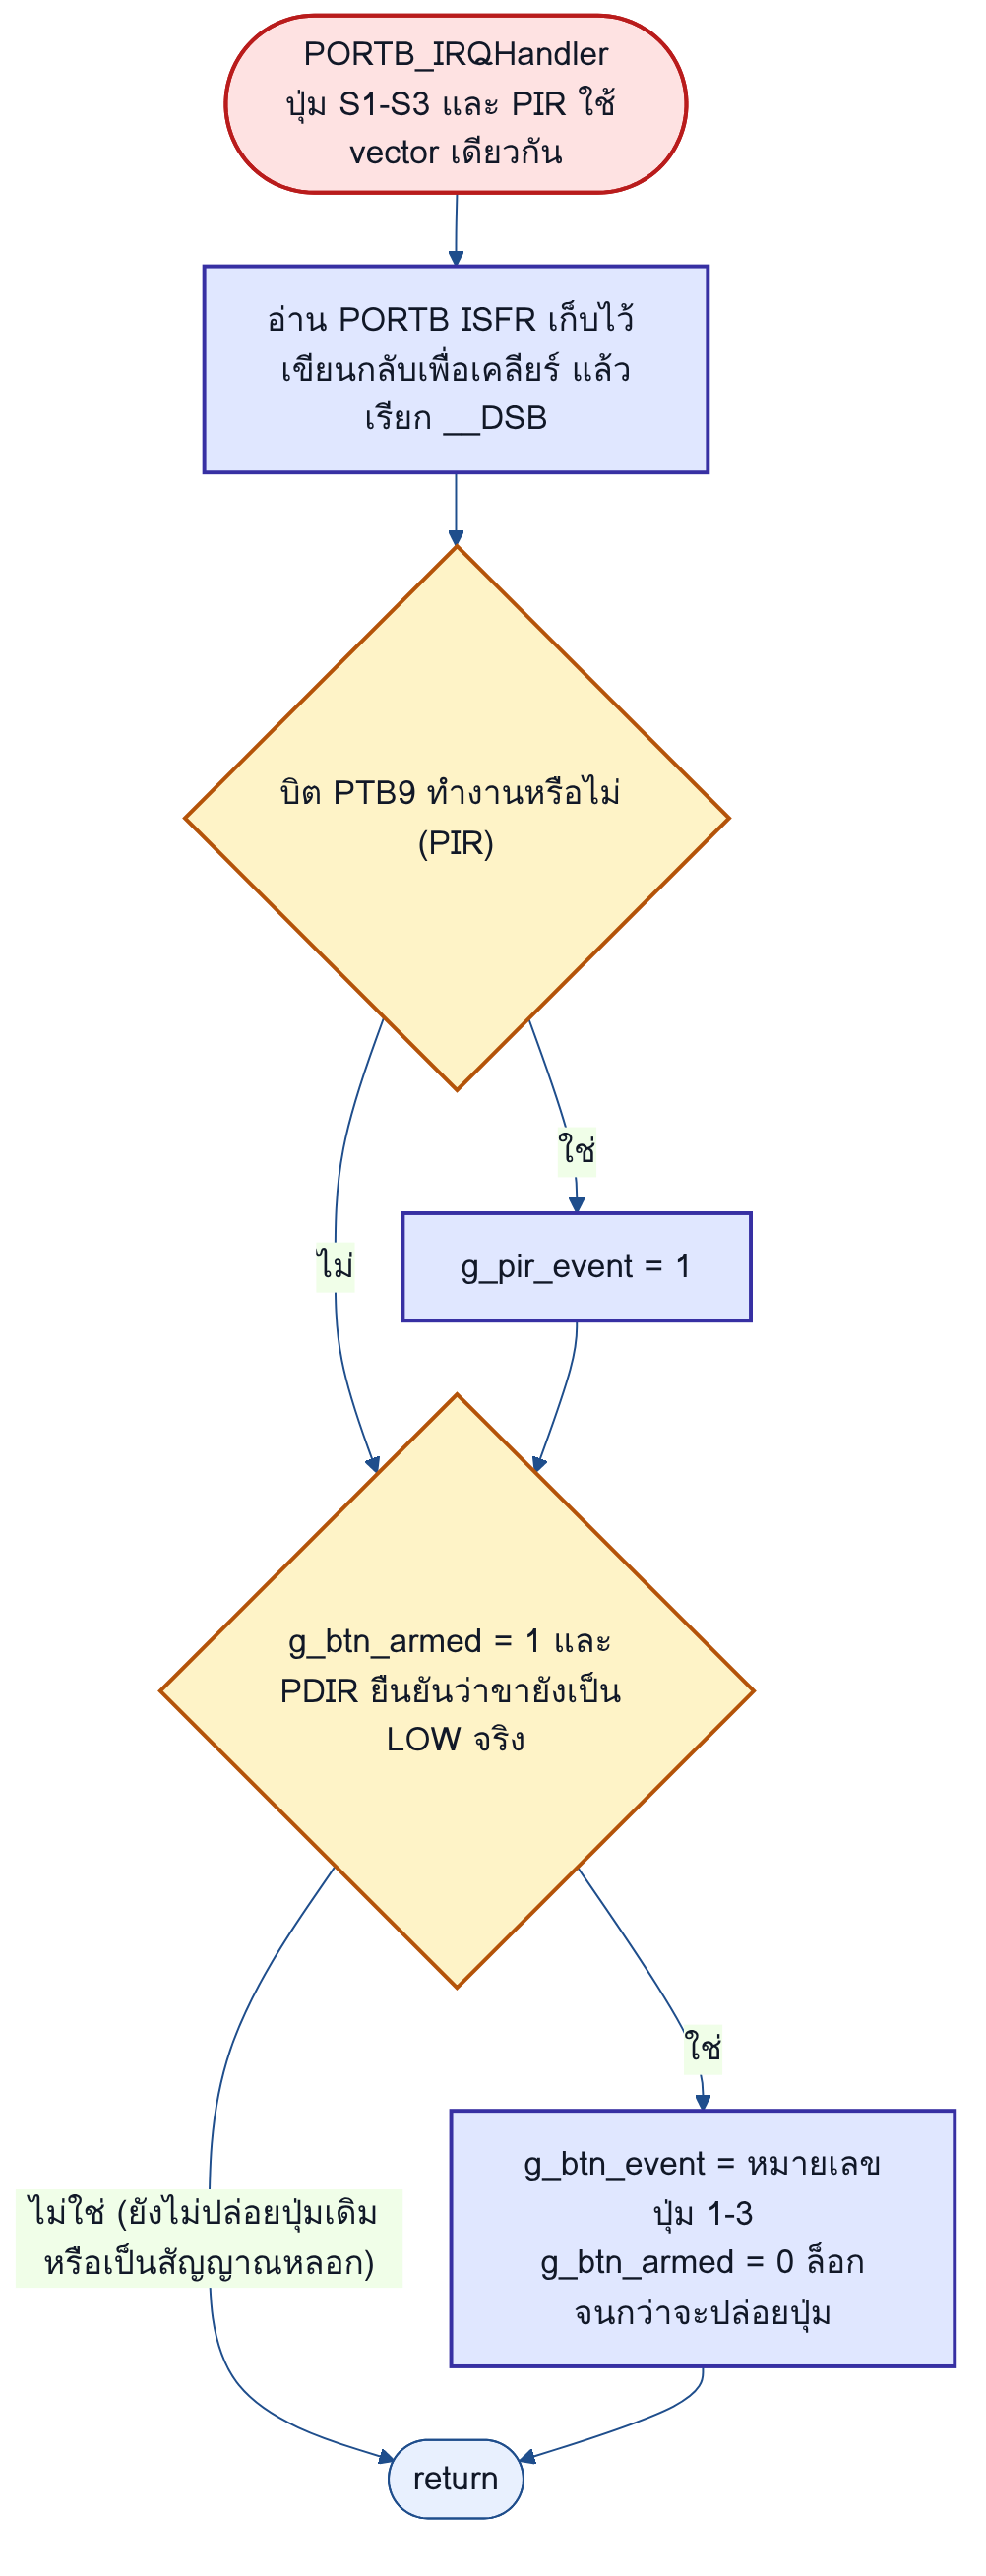 PORTB_IRQHandler
ปุ่ม S1-S3 และ PIR ใช้
vector เดียวกัน
อ่าน PORTB ISFR เก็บไว้
เขียนกลับเพื่อเคลียร์ แล้ว
เรียก __DSB
บิต PTB9 ทำงานหรือไม่
(PIR)
ใช่
ไม่
g_pir_event = 1
g_btn_armed = 1 และ
PDIR ยืนยันว่าขายังเป็น
LOW จริง
ใช่
ไม่ใช่ (ยังไม่ปล่อยปุ่มเดิม
หรือเป็นสัญญาณหลอก)
g_btn_event = หมายเลข
ปุ่ม 1-3
g_btn_armed = 0 ล็อก
จนกว่าจะปล่อยปุ่ม
return